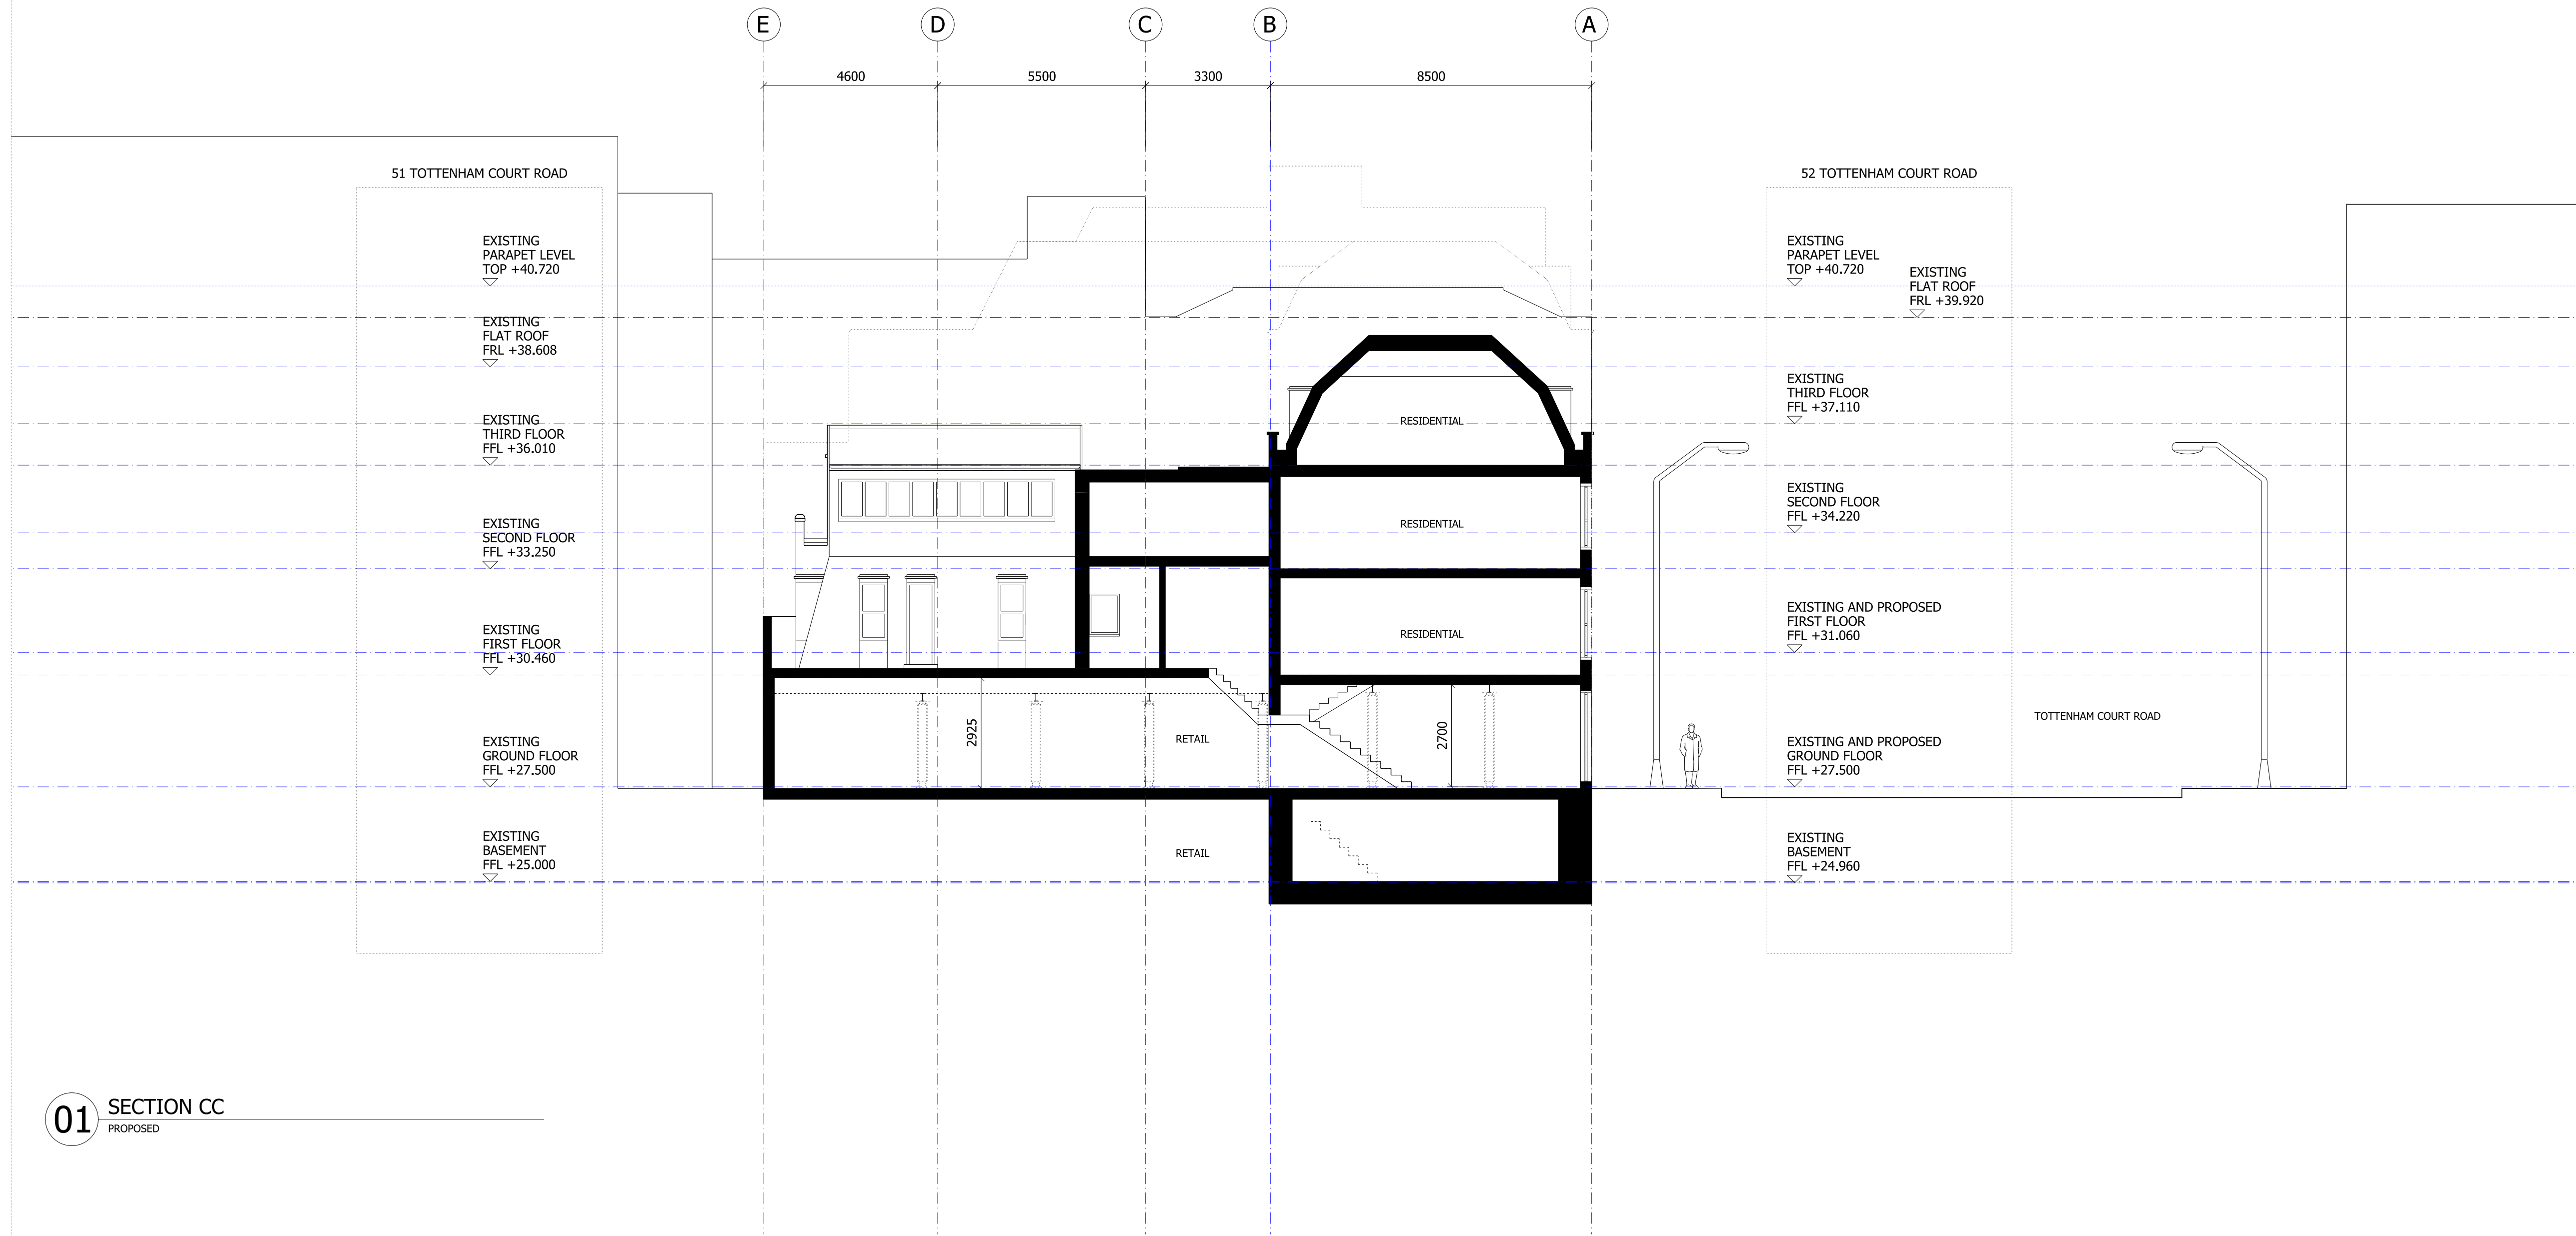 E D C B A
4600 5500 3300 8500
51 TOTTENHAM COURT ROAD
EXISTING
PARAPET LEVEL
TOP +40.720
EXISTING
FLAT ROOF
FRL +38.608
EXISTING
THIRD FLOOR
FFL +36.010
EXISTING
SECOND FLOOR
FFL +33.250
EXISTING
FIRST FLOOR
FFL +30.460
EXISTING
GROUND FLOOR
FFL +27.500
EXISTING
BASEMENT
FFL +25.000
RESIDENTIAL
RESIDENTIAL
RESIDENTIAL
2925
RETAIL
2700
RETAIL
52 TOTTENHAM COURT ROAD
EXISTING
PARAPET LEVEL
TOP +40.720
EXISTING
FLAT ROOF
FRL +39.920
EXISTING
THIRD FLOOR
FFL +37.110
EXISTING
SECOND FLOOR
FFL +34.220
EXISTING AND PROPOSED
FIRST FLOOR
FFL +31.060
EXISTING AND PROPOSED
GROUND FLOOR
FFL +27.500
EXISTING
BASEMENT
FFL +24.960
TOTTENHAM COURT ROAD
01
SECTION CC
PROPOSED